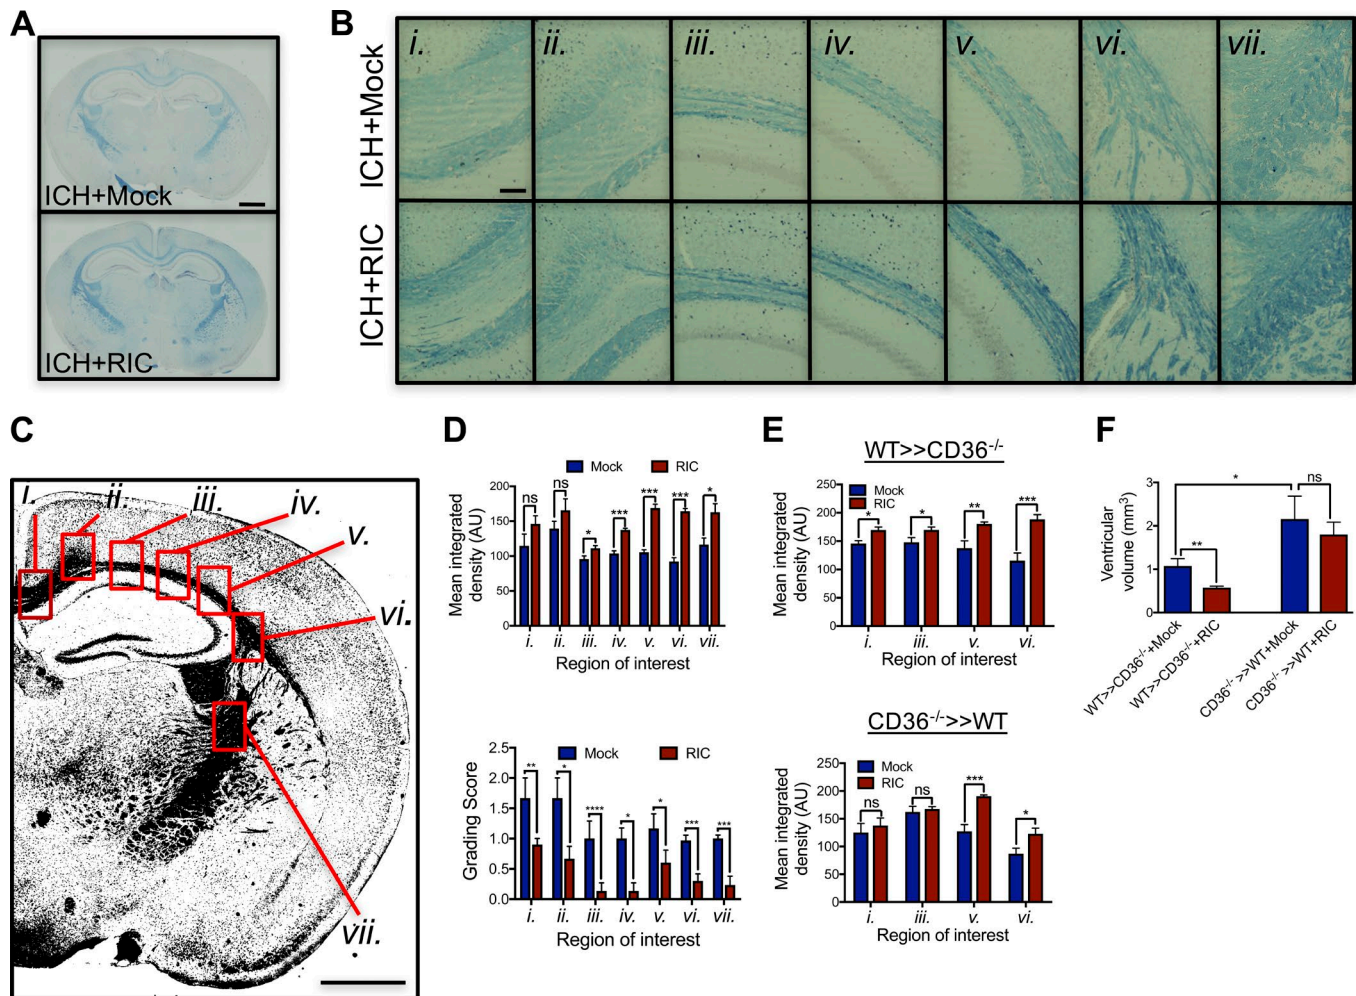 A
ICH+Mock
ICH+RIC
B
ICH+Mock
ICH+RIC
i. ii. iii. iv. v. vi. vii.
C
i. ii. iii. iv.
v.
vi.
vii.
D
Mock RIC
Mean integrated
density (AU)
200
150
100
50
0
ns ns * *** *** *** *
i. ii. iii. iv. v. vi. vii.
Region of interest
Mock RIC
Grading Score
2.5
2.0
1.5
1.0
0.5
0.0
** * **** * * *** ***
i. ii. iii. iv. v. vi. vii.
Region of interest
E
WT>>CD36-/-
Mock
RIC
Mean integrated
density (AU)
250
200
150
100
50
0
* * ** ***
i. iii. v. vi.
Region of interest
CD36-/->>WT
Mock
RIC
Mean integrated
density (AU)
250
200
150
100
50
0
ns ns *** *
i. iii. v. vi.
Region of interest
F
Ventricular
volume (mm³)
3
2
1
0
* ns
**
WT>>CD36-/-+Mock
WT>>CD36-/-+RIC
CD36-/->>WT+Mock
CD36-/->>WT+RIC